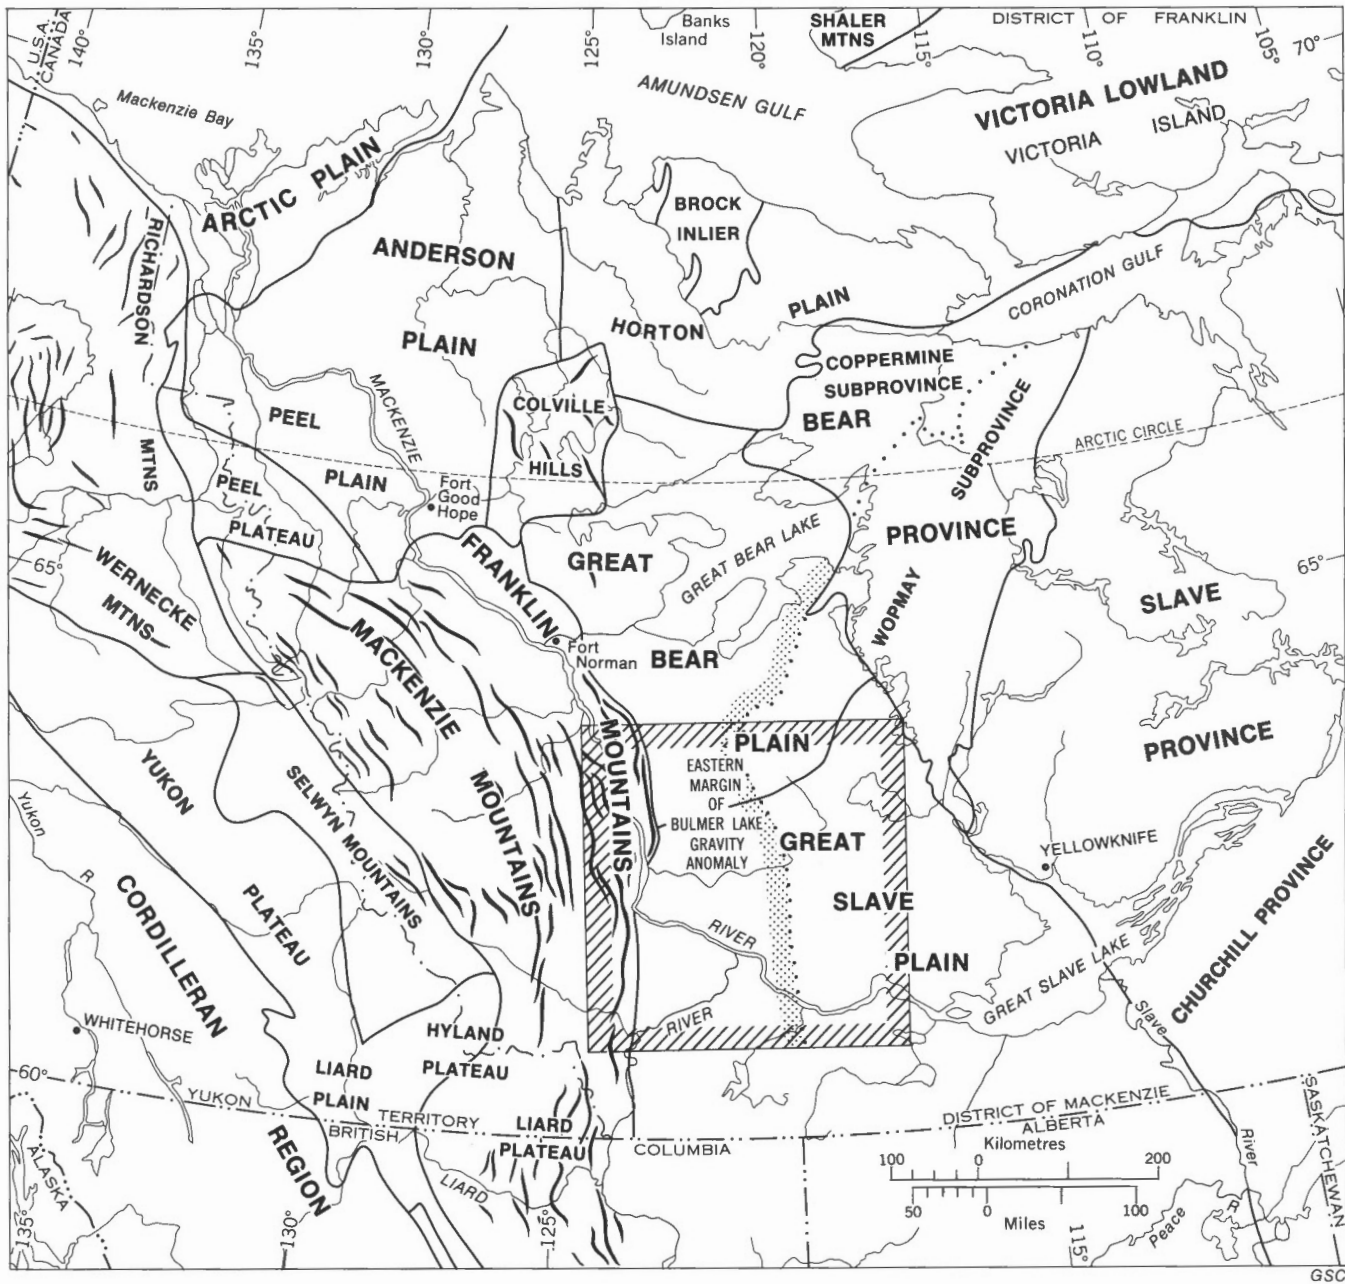 U.S.A.
CANADA
140°
135°
130°
125°
Banks
Island
120°
SHALER
MTNS
115°
DISTRICT OF FRANKLIN
110°
105°
70°
Mackenzie Bay
AMUNDSEN GULF
VICTORIA LOWLAND
VICTORIA ISLAND
ARCTIC PLAIN
BROCK
INLIER
RICHARDSON
MTNS
ANDERSON
PLAIN
HORTON
PLAIN
CORONATION GULF
COPPERMINE
SUBPROVINCE
BEAR
PROVINCE
WOPMAY
SUBPROVINCE
ARCTIC CIRCLE
MACKENZIE
COLVILLE
HILLS
PEEL
PLAIN
PEEL
PLATEAU
Fort
Good
Hope
65°
WERNECKE
MTNS
FRANKLIN
MOUNTAINS
GREAT
BEAR
PLAIN
GREAT BEAR LAKE
65°
SLAVE
PROVINCE
Fort
Norman
MACKENZIE
MOUNTAINS
EASTERN
MARGIN
OF
BULMER LAKE
GRAVITY
ANOMALY
GREAT
SLAVE
PLAIN
YUKON
PLATEAU
SELWYN MOUNTAINS
Yukon
R
YELLOWKNIFE
CHURCHILL PROVINCE
CORDILLERAN
REGION
RIVER
GREAT SLAVE LAKE
Slave
River
WHITEHORSE
HYLAND
PLATEAU
RIVER
LIARD
PLAIN
60°
YUKON TERRITORY
BRITISH COLUMBIA
LIARD
PLATEAU
LIARD
DISTRICT OF MACKENZIE
ALBERTA
SASKATCHEWAN
ALASKA
Kilometres
100 0 100 200
50 0 50 100
Miles
Peace
R
135°
130°
125°
115°
GSC